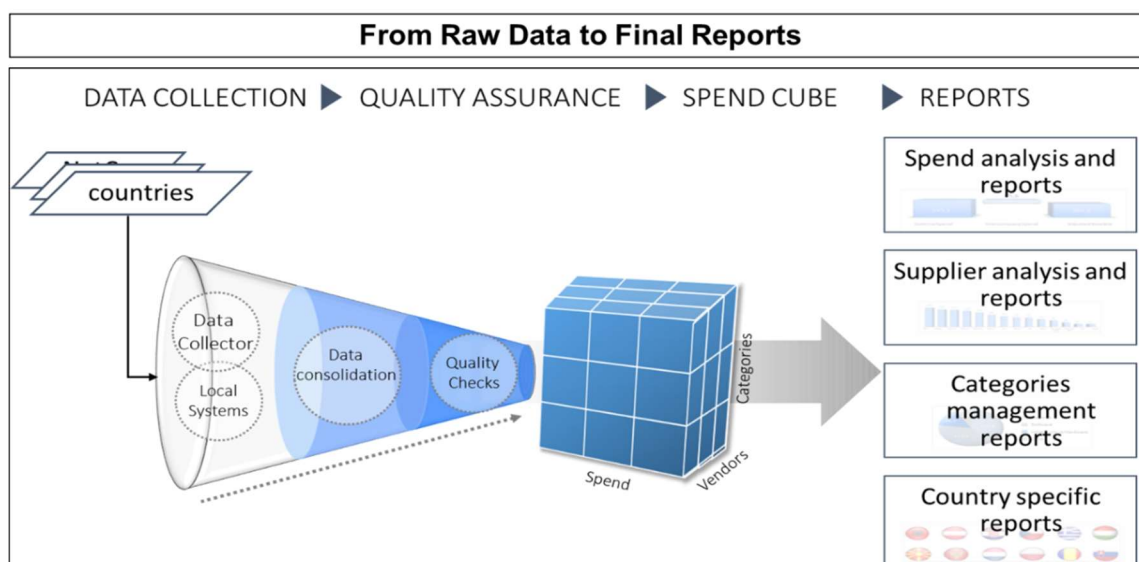 From Raw Data to Final Reports
DATA COLLECTION
QUALITY ASSURANCE
SPEND CUBE
REPORTS
countries
Data
Collector
Local
Systems
Data
consolidation
Quality
Checks
Categories
Spend
Vendors
Spend analysis and
reports
Supplier analysis and
reports
Categories
management
reports
Country specific
reports